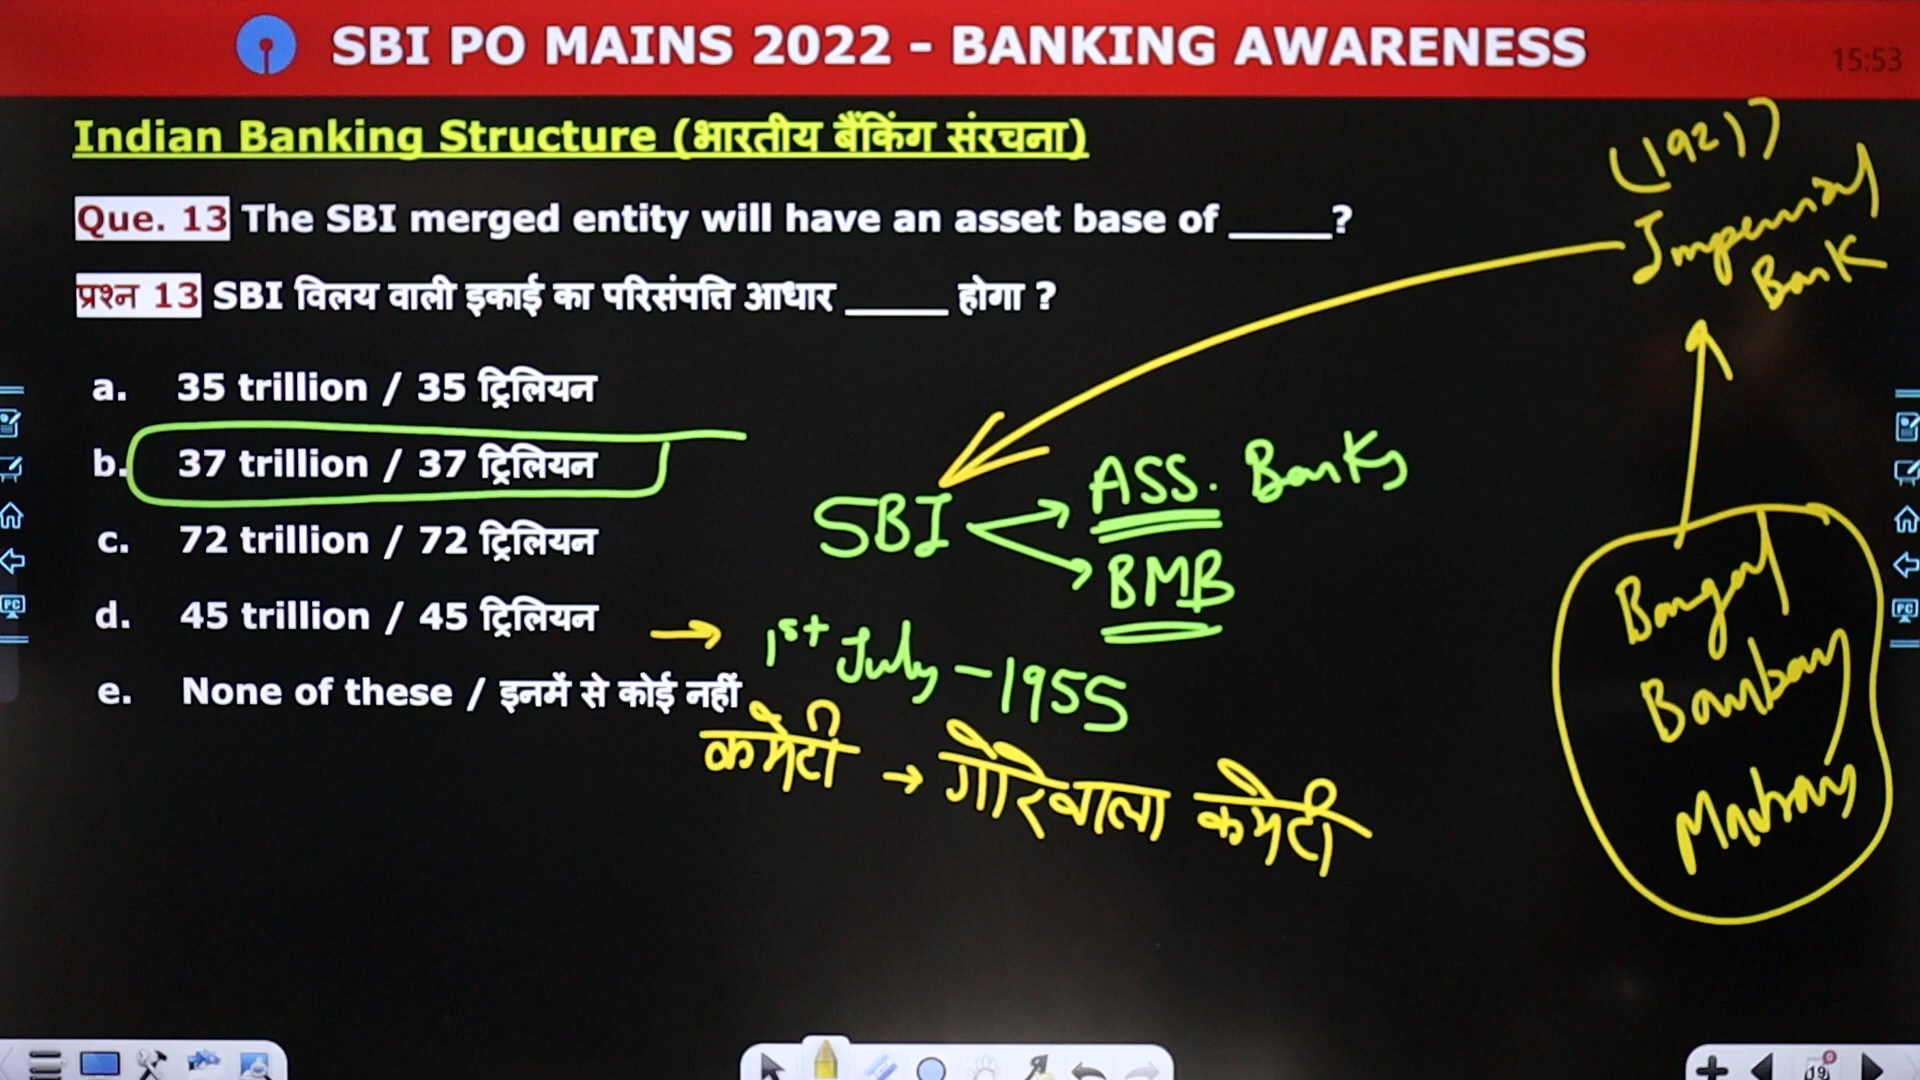 SBI PO MAINS 2022 - BANKING AWARENESS
15:53
Indian Banking Structure (भारतीय बैंकिंग संरचना)
Que. 13 The SBI merged entity will have an asset base of _____?
प्रश्न 13 SBI विलय वाली इकाई का परिसंपत्ति आधार _____ होगा ?
a. 35 trillion / 35 ट्रिलियन
b. 37 trillion / 37 ट्रिलियन
c. 72 trillion / 72 ट्रिलियन
d. 45 trillion / 45 ट्रिलियन
e. None of these / इनमें से कोई नहीं
(1921)
Imperial
Bank
SBI
ASS. Banks
BMB
→ 1st July - 1955
कमेटी → गोरेवाला कमेटी
Bengal
Bombay
Madras
PC
PC
19